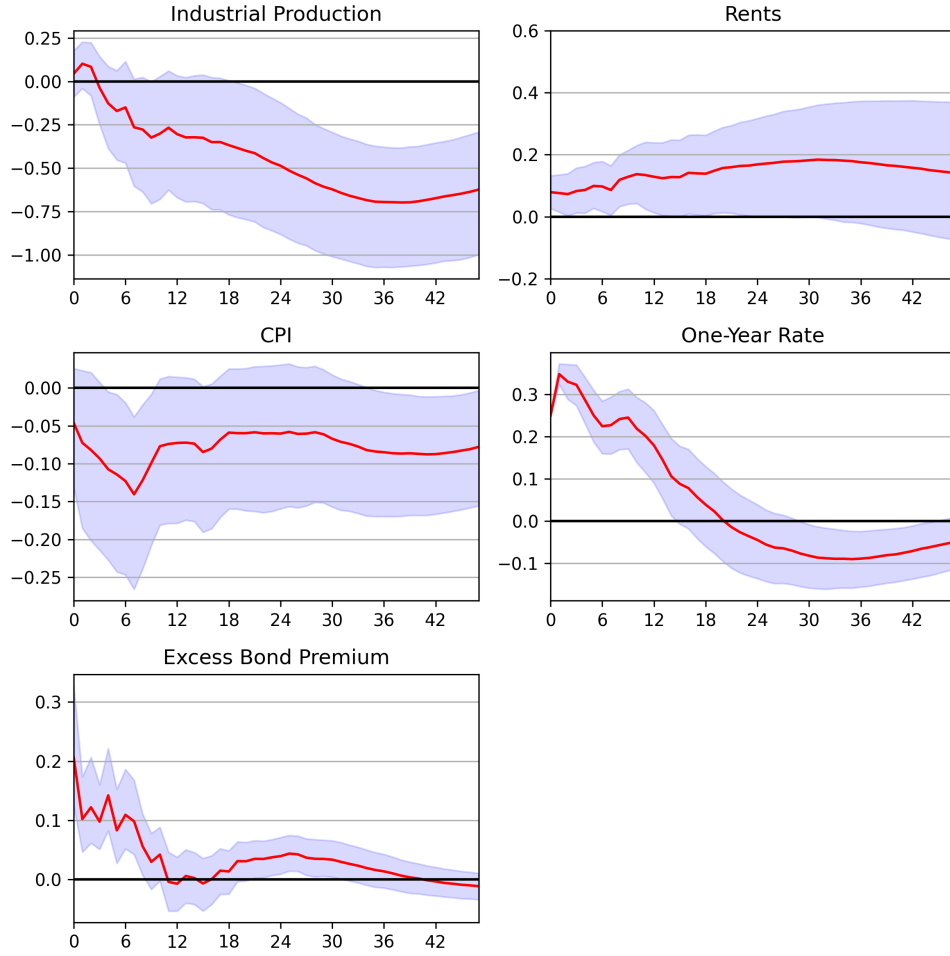 Industrial Production
0.25
0.00
−0.25
−0.50
−0.75
−1.00
0 6 12 18 24 30 36 42
Rents
0.6
0.4
0.2
0.0
−0.2
0 6 12 18 24 30 36 42
CPI
0.00
−0.05
−0.10
−0.15
−0.20
−0.25
0 6 12 18 24 30 36 42
One-Year Rate
0.3
0.2
0.1
0.0
−0.1
0 6 12 18 24 30 36 42
Excess Bond Premium
0.3
0.2
0.1
0.0
0 6 12 18 24 30 36 42